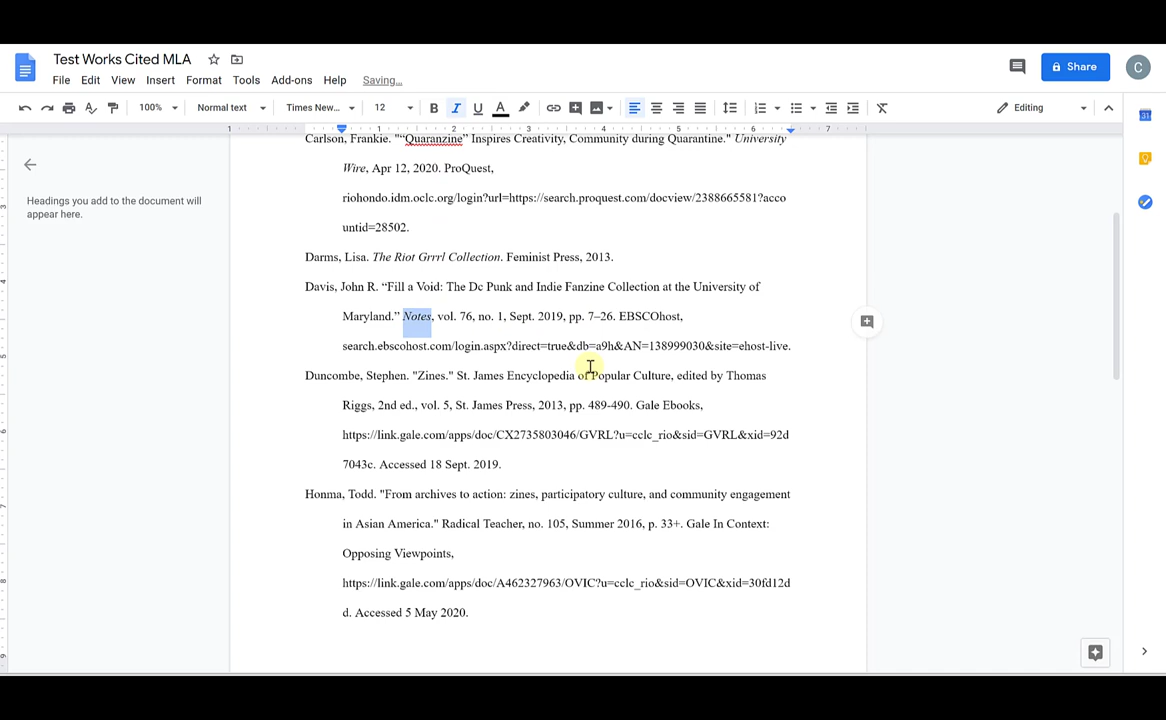 Test Works Cited MLA
File Edit View Insert Format Tools Add-ons Help Saving...
Share
C
100% Normal text Times New... 12 B I U A Editing
1 1 2 3 4 5 6 7
31
Headings you add to the document will
appear here.
Carlson, Frankie. "“Quaranzine” Inspires Creativity, Community during Quarantine." University
Wire, Apr 12, 2020. ProQuest,
riohondo.idm.oclc.org/login?url=https://search.proquest.com/docview/2388665581?acco
untid=28502.
Darms, Lisa. The Riot Grrrl Collection. Feminist Press, 2013.
Davis, John R. “Fill a Void: The Dc Punk and Indie Fanzine Collection at the University of
Maryland.” Notes, vol. 76, no. 1, Sept. 2019, pp. 7–26. EBSCOhost,
search.ebscohost.com/login.aspx?direct=true&db=a9h&AN=138999030&site=ehost-live.
Duncombe, Stephen. "Zines." St. James Encyclopedia of Popular Culture, edited by Thomas
Riggs, 2nd ed., vol. 5, St. James Press, 2013, pp. 489-490. Gale Ebooks,
https://link.gale.com/apps/doc/CX2735803046/GVRL?u=cclc_rio&sid=GVRL&xid=92d
7043c. Accessed 18 Sept. 2019.
Honma, Todd. "From archives to action: zines, participatory culture, and community engagement
in Asian America." Radical Teacher, no. 105, Summer 2016, p. 33+. Gale In Context:
Opposing Viewpoints,
https://link.gale.com/apps/doc/A462327963/OVIC?u=cclc_rio&sid=OVIC&xid=30fd12d
d. Accessed 5 May 2020.